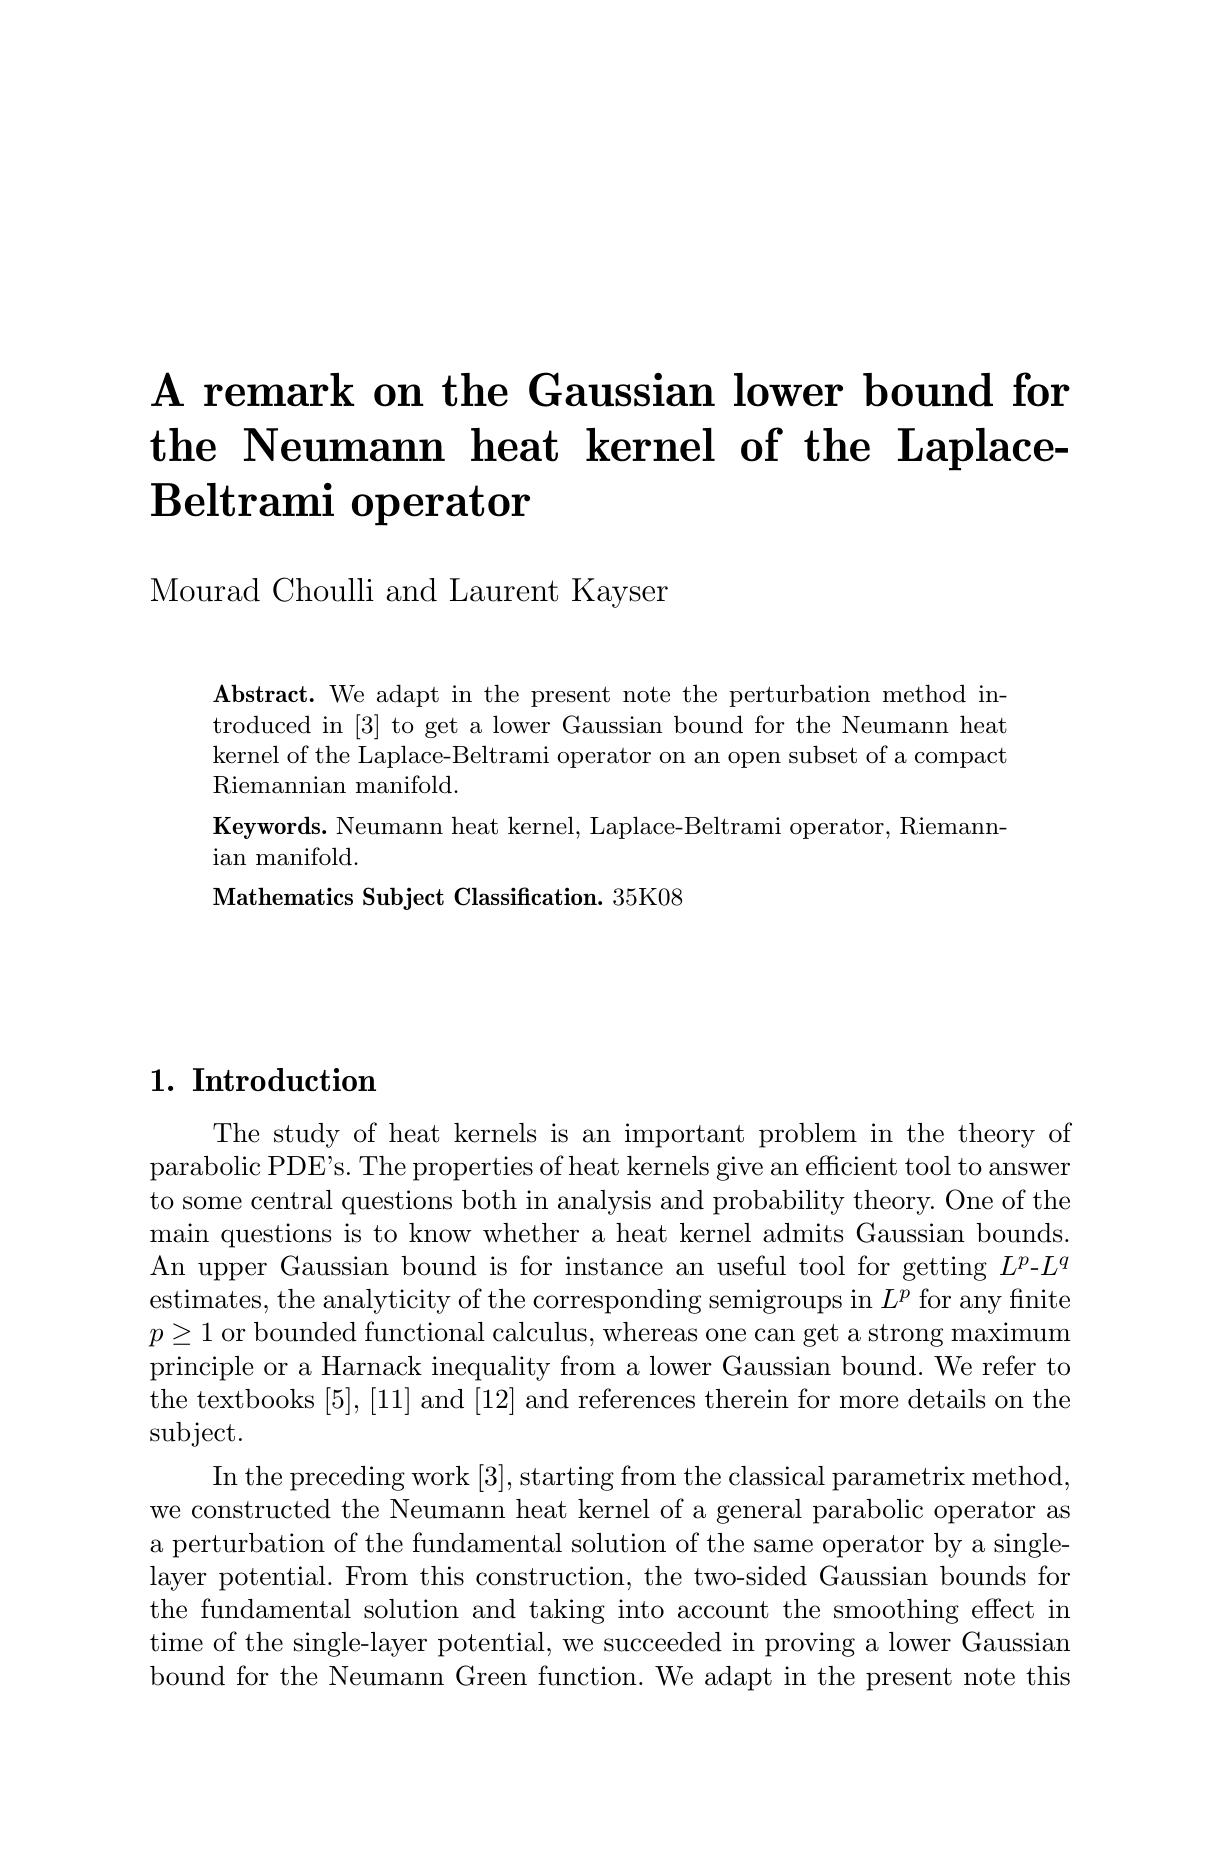 A remark on the Gaussian lower bound for
the Neumann heat kernel of the Laplace-
Beltrami operator
Mourad Choulli and Laurent Kayser
Abstract. We adapt in the present note the perturbation method in-
troduced in [3] to get a lower Gaussian bound for the Neumann heat
kernel of the Laplace-Beltrami operator on an open subset of a compact
Riemannian manifold.
Keywords. Neumann heat kernel, Laplace-Beltrami operator, Riemann-
ian manifold.
Mathematics Subject Classification. 35K08
1. Introduction
The study of heat kernels is an important problem in the theory of
parabolic PDE's. The properties of heat kernels give an efficient tool to answer
to some central questions both in analysis and probability theory. One of the
main questions is to know whether a heat kernel admits Gaussian bounds.
An upper Gaussian bound is for instance an useful tool for getting $L^p$-$L^q$
estimates, the analyticity of the corresponding semigroups in $L^p$ for any finite
$p \geq 1$ or bounded functional calculus, whereas one can get a strong maximum
principle or a Harnack inequality from a lower Gaussian bound. We refer to
the textbooks [5], [11] and [12] and references therein for more details on the
subject.
In the preceding work [3], starting from the classical parametrix method,
we constructed the Neumann heat kernel of a general parabolic operator as
a perturbation of the fundamental solution of the same operator by a single-
layer potential. From this construction, the two-sided Gaussian bounds for
the fundamental solution and taking into account the smoothing effect in
time of the single-layer potential, we succeeded in proving a lower Gaussian
bound for the Neumann Green function. We adapt in the present note this